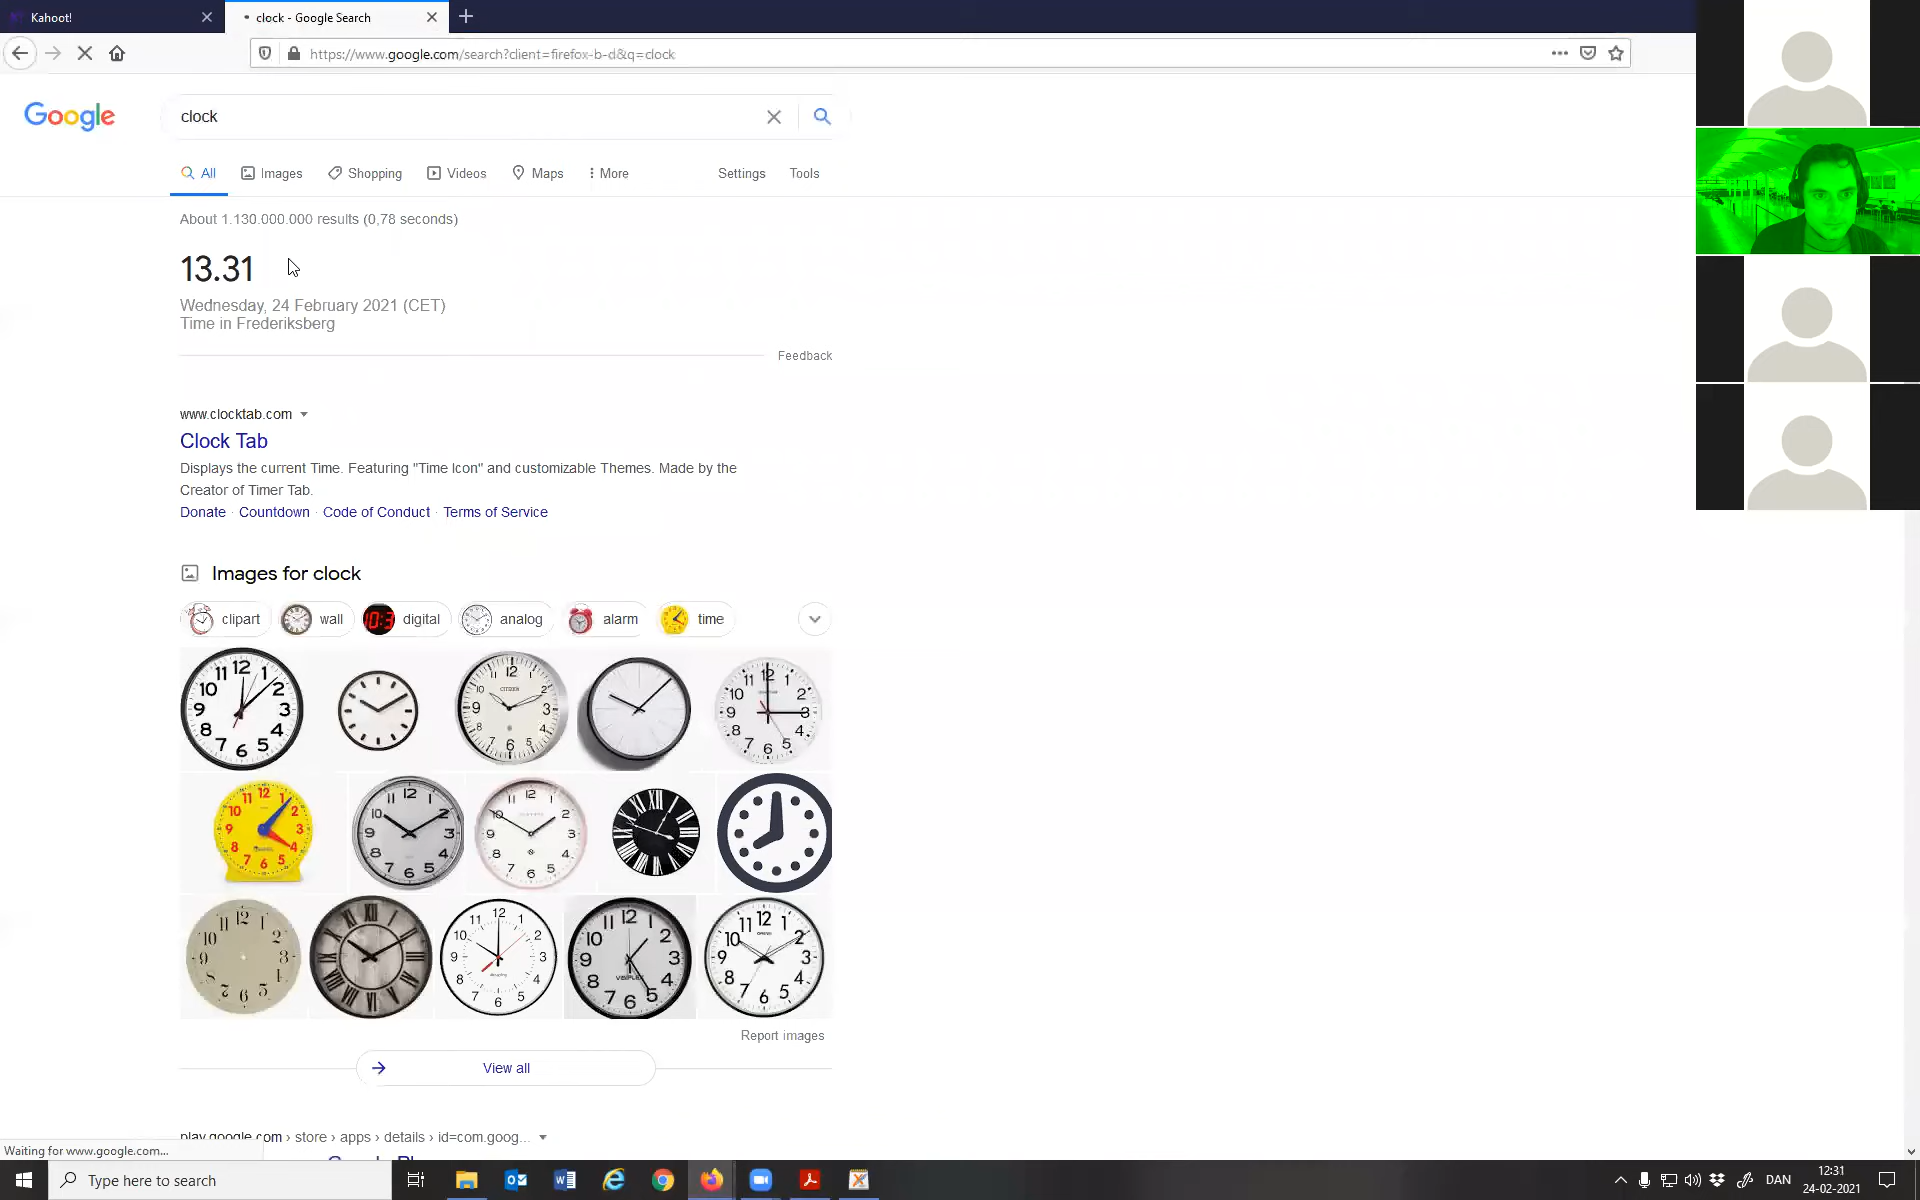 Kahoot!
clock - Google Search
https://www.google.com/search?client=firefox-b-d&q=clock
Google
clock
All
Images
Shopping
Videos
Maps
More
Settings
Tools
About 1.130.000.000 results (0,78 seconds)
13.31
Wednesday, 24 February 2021 (CET)
Time in Frederiksberg
Feedback
www.clocktab.com
Clock Tab
Displays the current Time. Featuring "Time Icon" and customizable Themes. Made by the
Creator of Timer Tab.
Donate · Countdown · Code of Conduct · Terms of Service
Images for clock
clipart
wall
digital
analog
alarm
time
Report images
View all
play.google.com › store › apps › details › id=com.goog...
Waiting for www.google.com...
Type here to search
DAN
12:31
24-02-2021